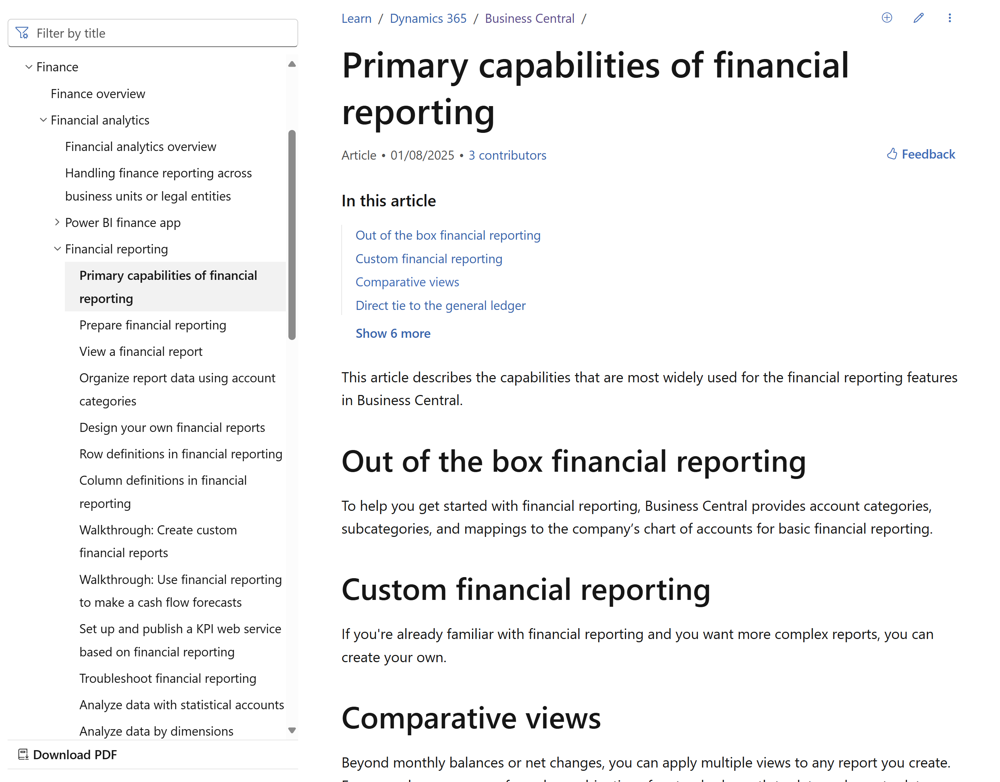 Filter by title
Finance
Finance overview
Financial analytics
Financial analytics overview
Handling finance reporting across
business units or legal entities
Power BI finance app
Financial reporting
Primary capabilities of financial
reporting
Prepare financial reporting
View a financial report
Organize report data using account
categories
Design your own financial reports
Row definitions in financial reporting
Column definitions in financial
reporting
Walkthrough: Create custom
financial reports
Walkthrough: Use financial reporting
to make a cash flow forecasts
Set up and publish a KPI web service
based on financial reporting
Troubleshoot financial reporting
Analyze data with statistical accounts
Analyze data by dimensions
Download PDF
Learn / Dynamics 365 / Business Central /
Primary capabilities of financial
reporting
Article • 01/08/2025 • 3 contributors
Feedback
In this article
Out of the box financial reporting
Custom financial reporting
Comparative views
Direct tie to the general ledger
Show 6 more
This article describes the capabilities that are most widely used for the financial reporting features
in Business Central.
Out of the box financial reporting
To help you get started with financial reporting, Business Central provides account categories,
subcategories, and mappings to the company’s chart of accounts for basic financial reporting.
Custom financial reporting
If you're already familiar with financial reporting and you want more complex reports, you can
create your own.
Comparative views
Beyond monthly balances or net changes, you can apply multiple views to any report you create.